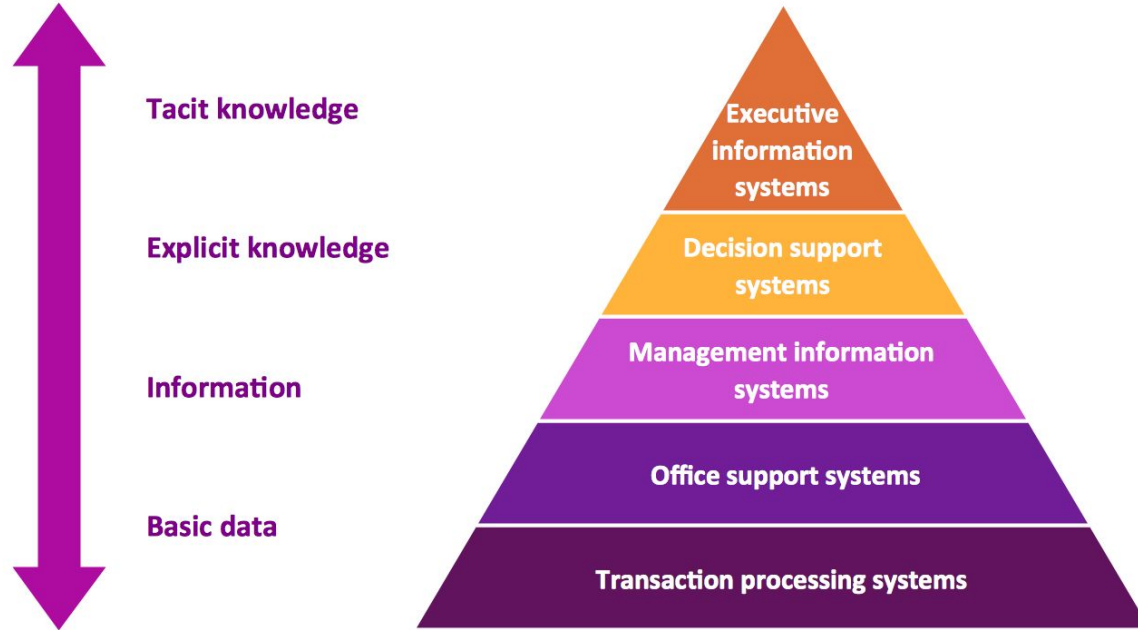 Tacit knowledge
Explicit knowledge
Information
Basic data
Executive
information
systems
Decision support
systems
Management information
systems
Office support systems
Transaction processing systems